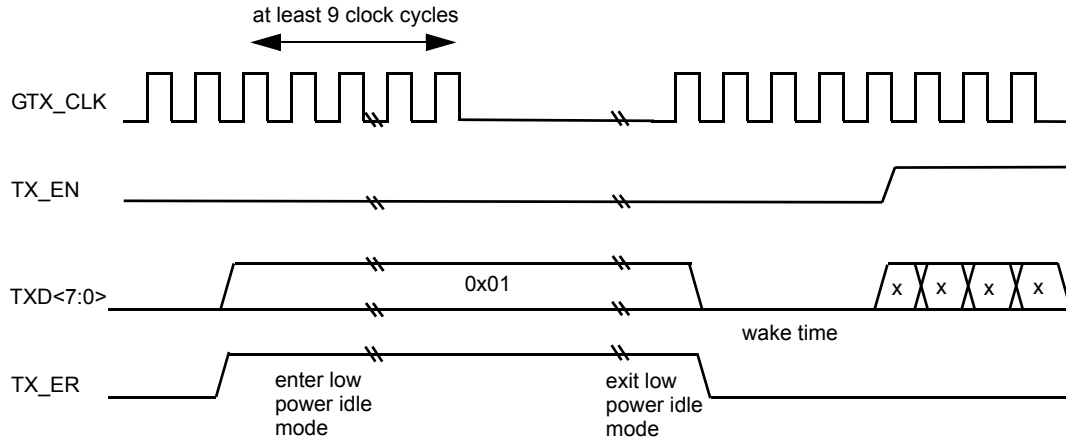 at least 9 clock cycles
GTX_CLK
TX_EN
TXD<7:0>
0x01
x x x x
wake time
TX_ER
enter low
power idle
mode
exit low
power idle
mode